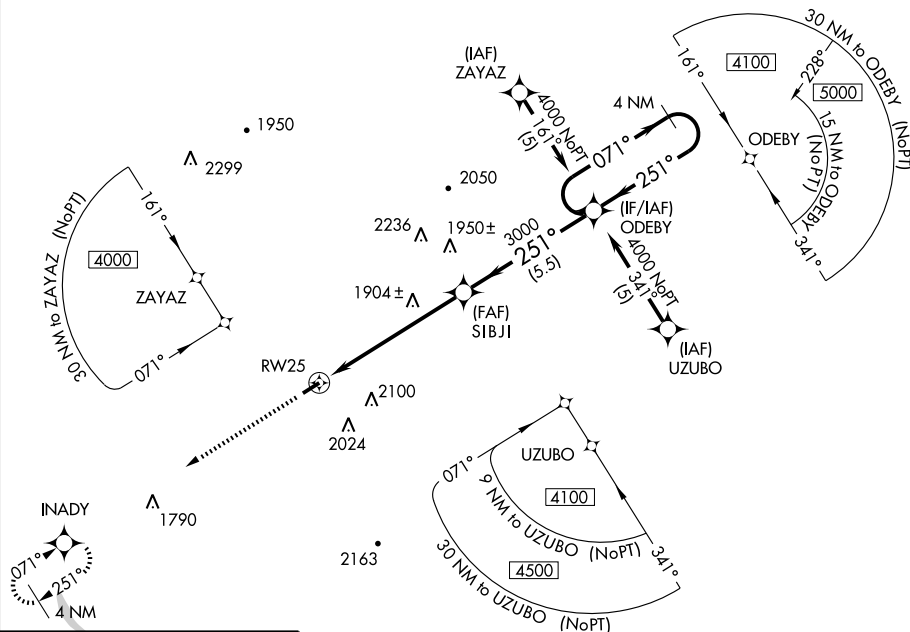 30 NM to ODEBY (NoPT)
4100
5000
161°
228°
15 NM to ODEBY
(NoPT)
ODEBY
341°
(IAF)
ZAYAZ
4000 NoPT
161°
(5)
4 NM
071°
251°
(IF/IAF)
ODEBY
1950
2299
2050
2236
1950±
3000
251°
(5.5)
4000 NoPT
341°
(5)
(IAF)
UZUBO
30 NM to ZAYAZ (NoPT)
161°
4000
ZAYAZ
071°
1904±
(FAF)
SIBJI
RW25
2100
2024
1790
2163
INADY
071°
251°
4 NM
071°
UZUBO
9 NM to UZUBO (NoPT)
4100
341°
4500
30 NM to UZUBO (NoPT)